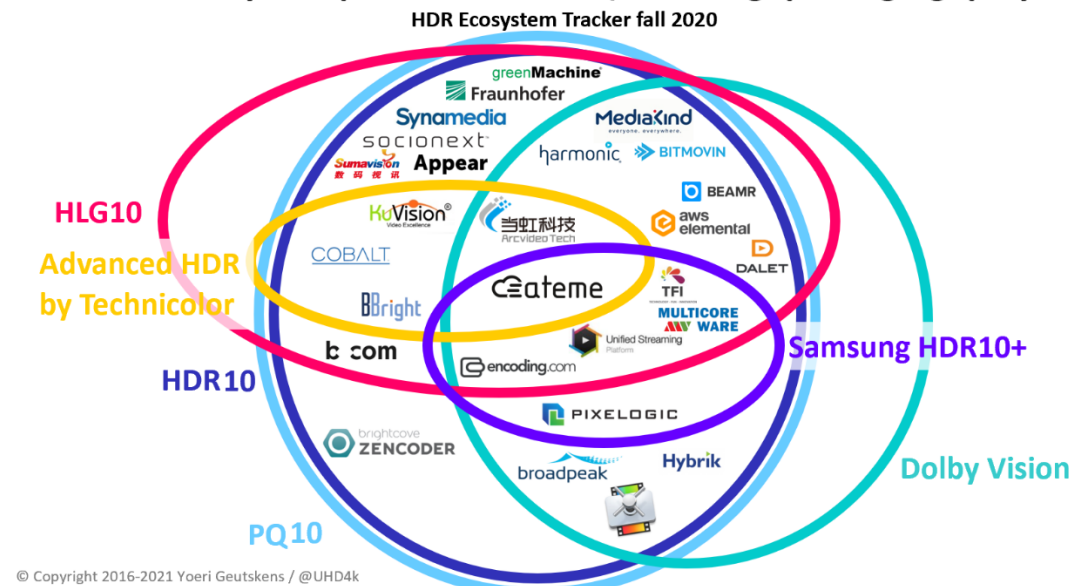 HDR Ecosystem Tracker fall 2020
greenMachine
Fraunhofer
Synamedia
socionext
Sumavision
数码视讯
Appear
MediaKind
everyone. everywhere.
harmonic
BITMOVIN
BEAMR
aws
elemental
DALET
HLG10
KuVision®
Video Excellence
当虹科技
Arcvideo Tech
Advanced HDR
by Technicolor
COBALT
ateme
TFI
BBright
MULTICORE
WARE
Unified Streaming
Platform
b com
encoding.com
Samsung HDR10+
HDR10
PIXELOGIC
brightcove
ZENCODER
broadpeak
Hybrik
Dolby Vision
PQ10
© Copyright 2016-2021 Yoeri Geutskens / @UHD4k